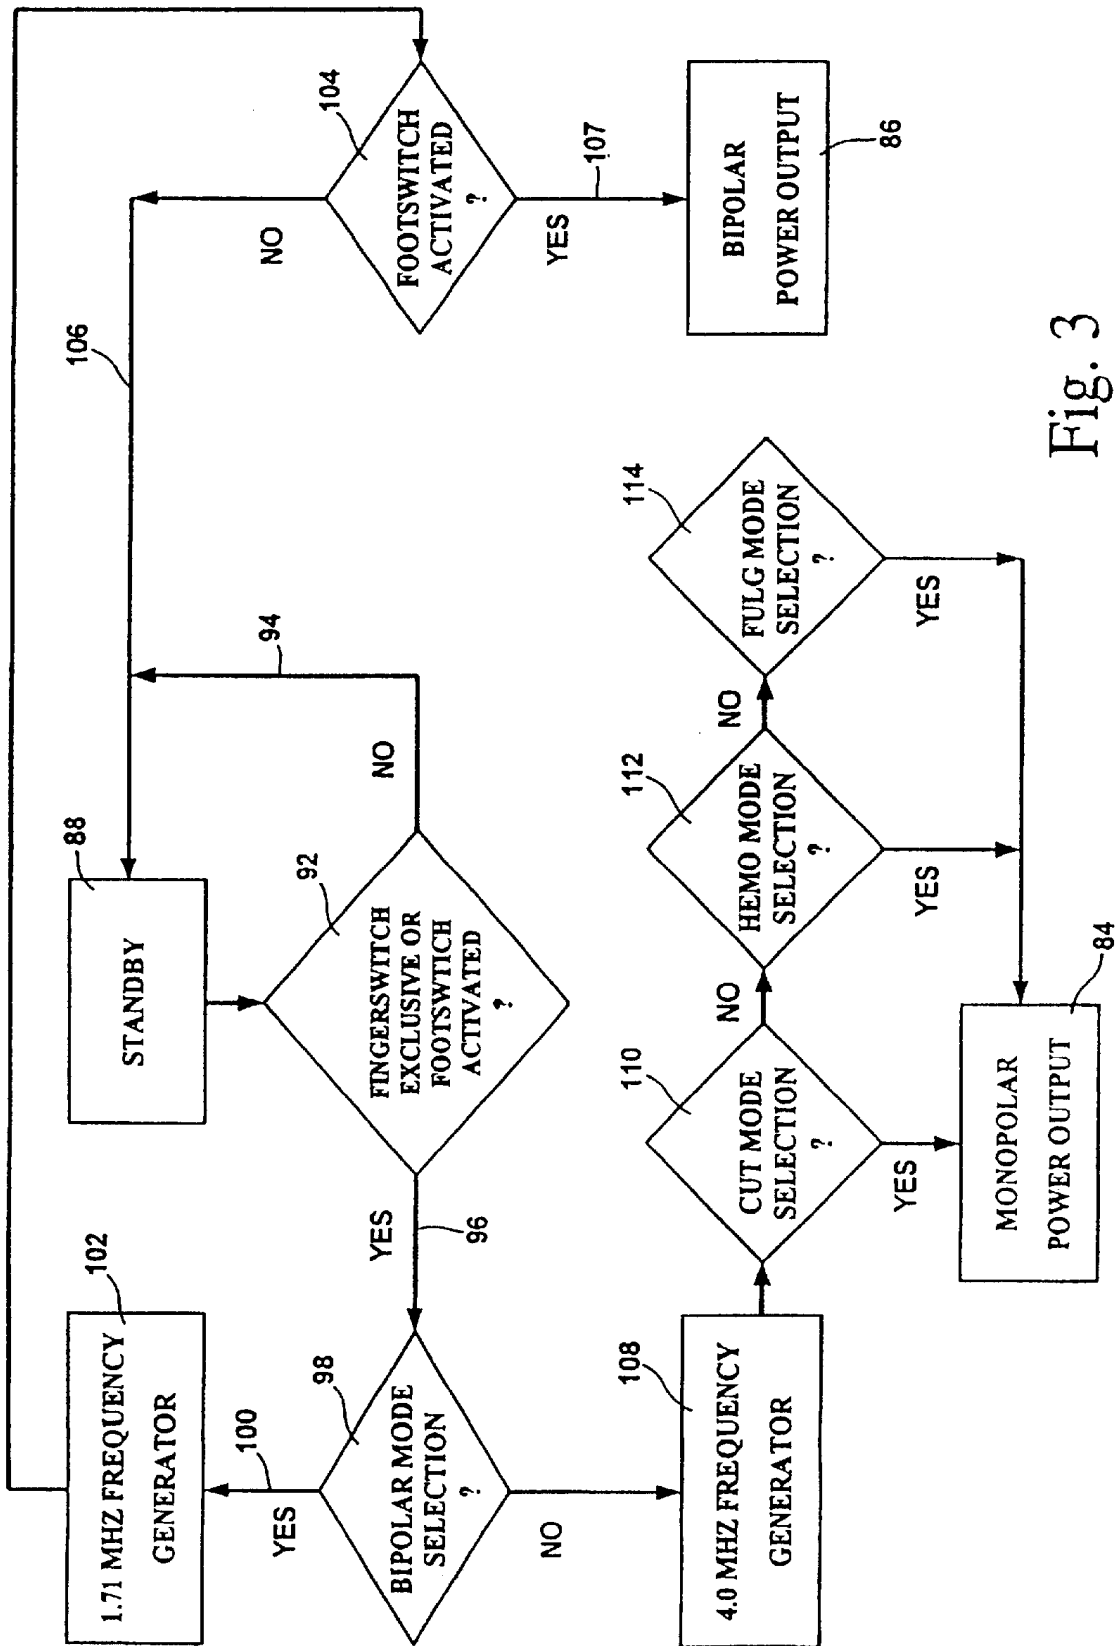 102
1.71 MHZ FREQUENCY
GENERATOR
88
STANDBY
106
94
100
YES
98
BIPOLAR MODE
SELECTION
?
YES
96
92
FINGERSWITCH
EXCLUSIVE OR
FOOTSWTICH
ACTIVATED
?
NO
NO
104
FOOTSWITCH
ACTIVATED
?
YES
107
NO
108
4.0 MHZ FREQUENCY
GENERATOR
110
CUT MODE
SELECTION
?
NO
112
HEMO MODE
SELECTION
?
NO
114
FULG MODE
SELECTION
?
BIPOLAR
POWER OUTPUT
86
YES
YES
YES
MONOPOLAR
POWER OUTPUT
84
Fig. 3